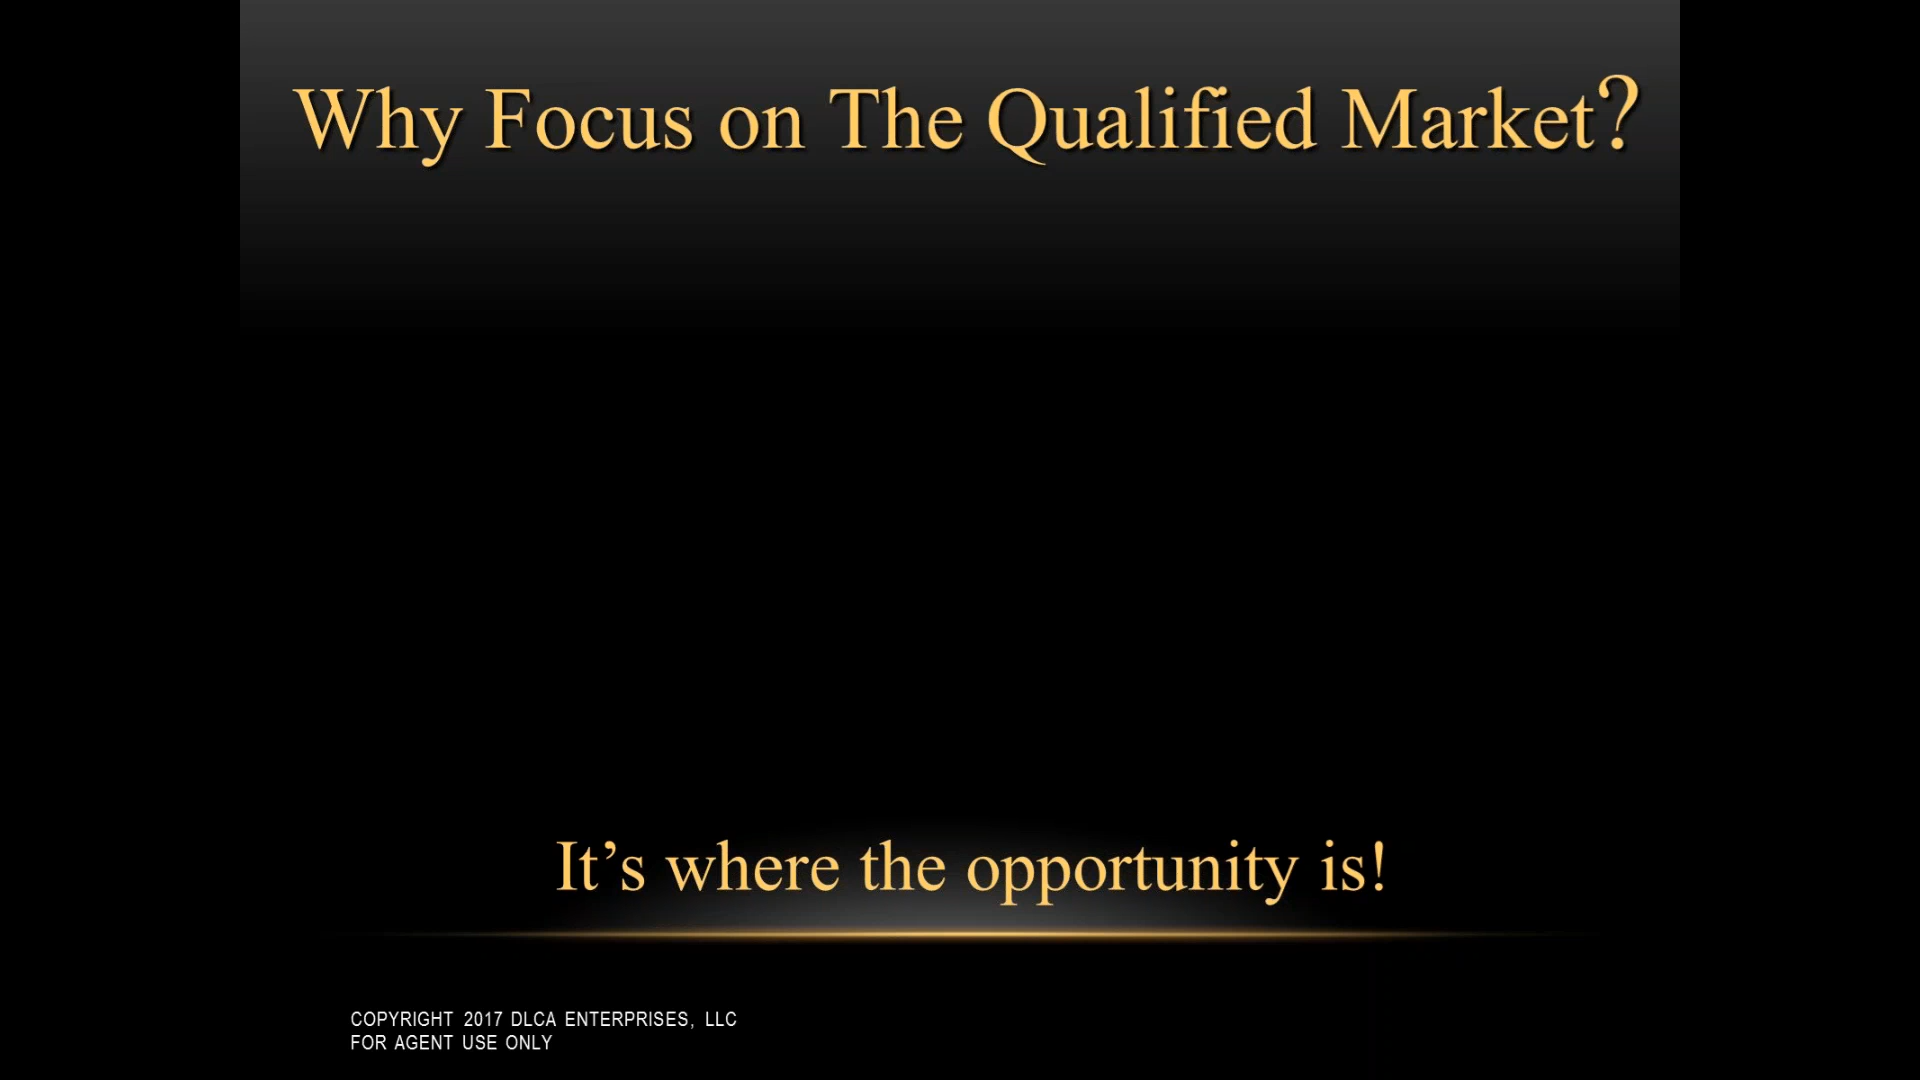 Why Focus on The Qualified Market?
It’s where the opportunity is!
COPYRIGHT 2017 DLCA ENTERPRISES, LLC
FOR AGENT USE ONLY